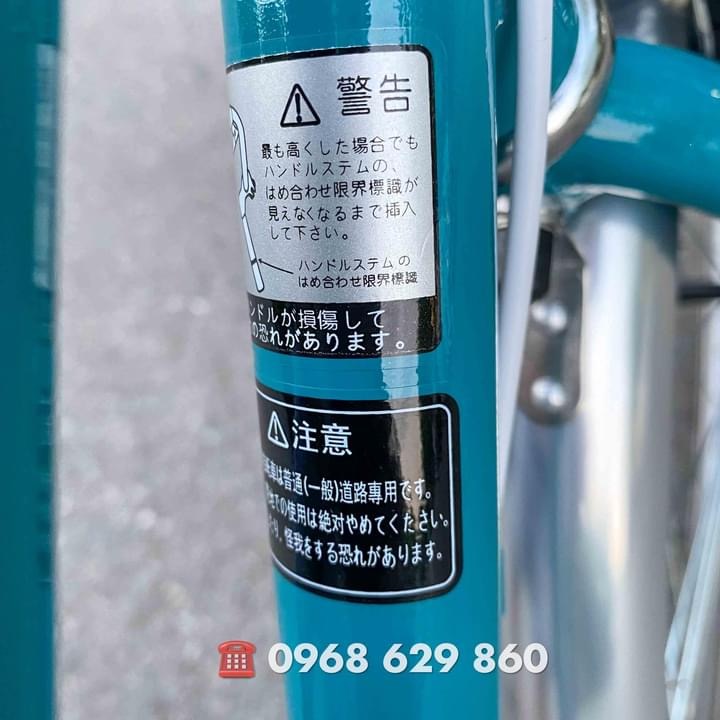 警告
最も高くした場合でも
ハンドルステムの、
はめ合わせ限界標識が
見えなくなるまで挿入
して下さい。
ハンドルステムの
はめ合わせ限界標識
ンドルが損傷して
の恐れがあります。
注意
車は普通(一般)道路専用です。
での使用は絶対やめてください。
り、怪我をする恐れがあります。
☎ 0968 629 860